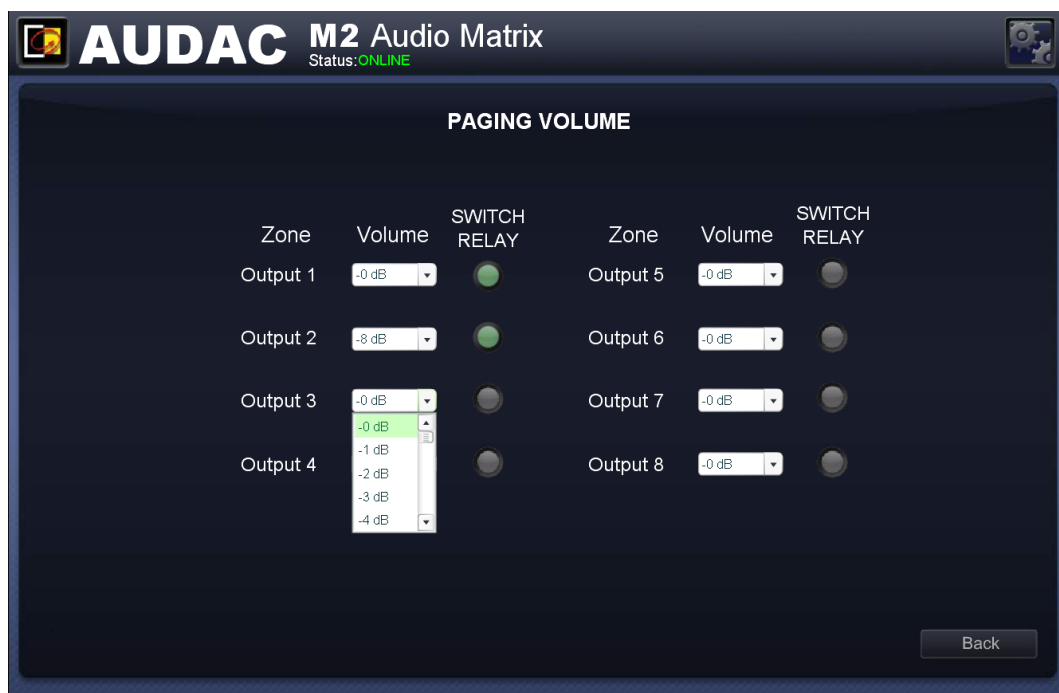 AUDAC M2 Audio Matrix
Status:ONLINE
PAGING VOLUME
Zone Volume SWITCH RELAY Zone Volume SWITCH RELAY
Output 1 -0 dB Output 5 -0 dB
Output 2 -8 dB Output 6 -0 dB
Output 3 -0 dB Output 7 -0 dB
-0 dB
-1 dB
Output 4 -2 dB Output 8 -0 dB
-3 dB
-4 dB
Back